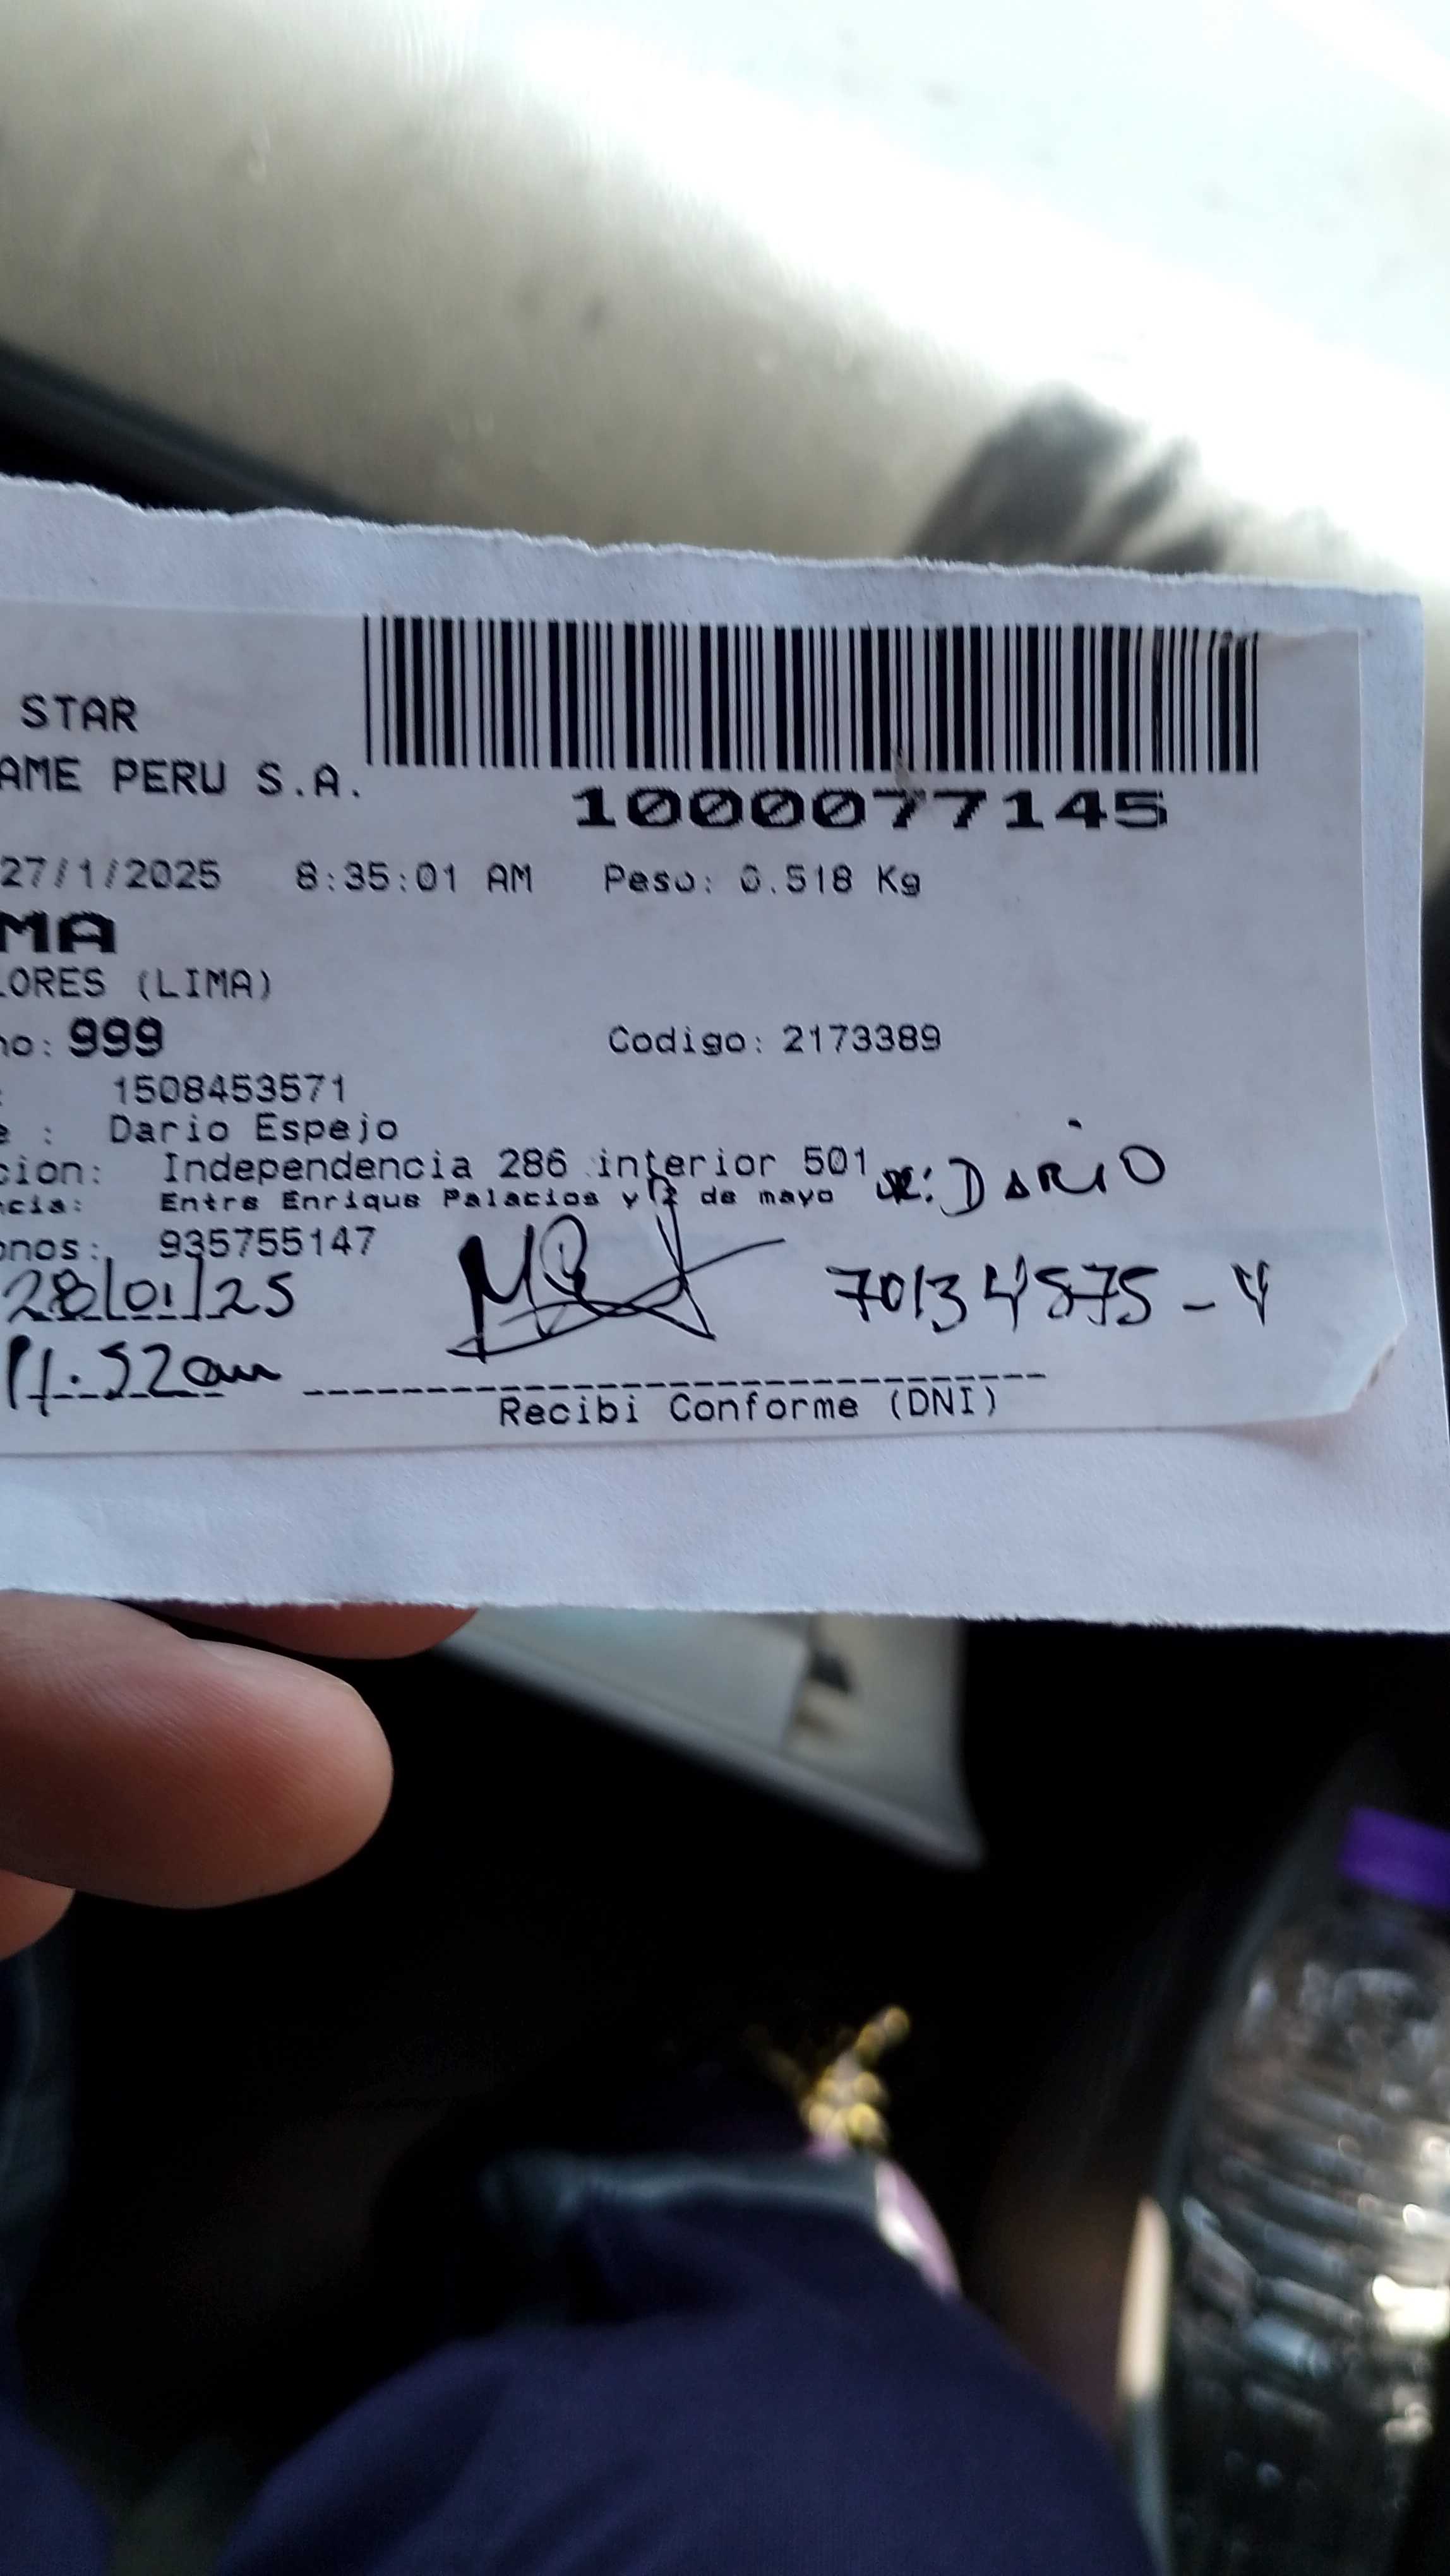 STAR
AME PERU S.A.
1000077145
27/1/2025 8:35:01 AM Peso: 0.518 Kg
MA
LORES (LIMA)
no: 999 Codigo: 2173389
: 1508453571
e : Dario Espejo
cion: Independencia 286 interior 501
DARIO
ncia: Entre Enrique Palacios y 2 de mayo
onos: 935755147
28/01/25
70134575-4
11:52am
Recibi Conforme (DNI)